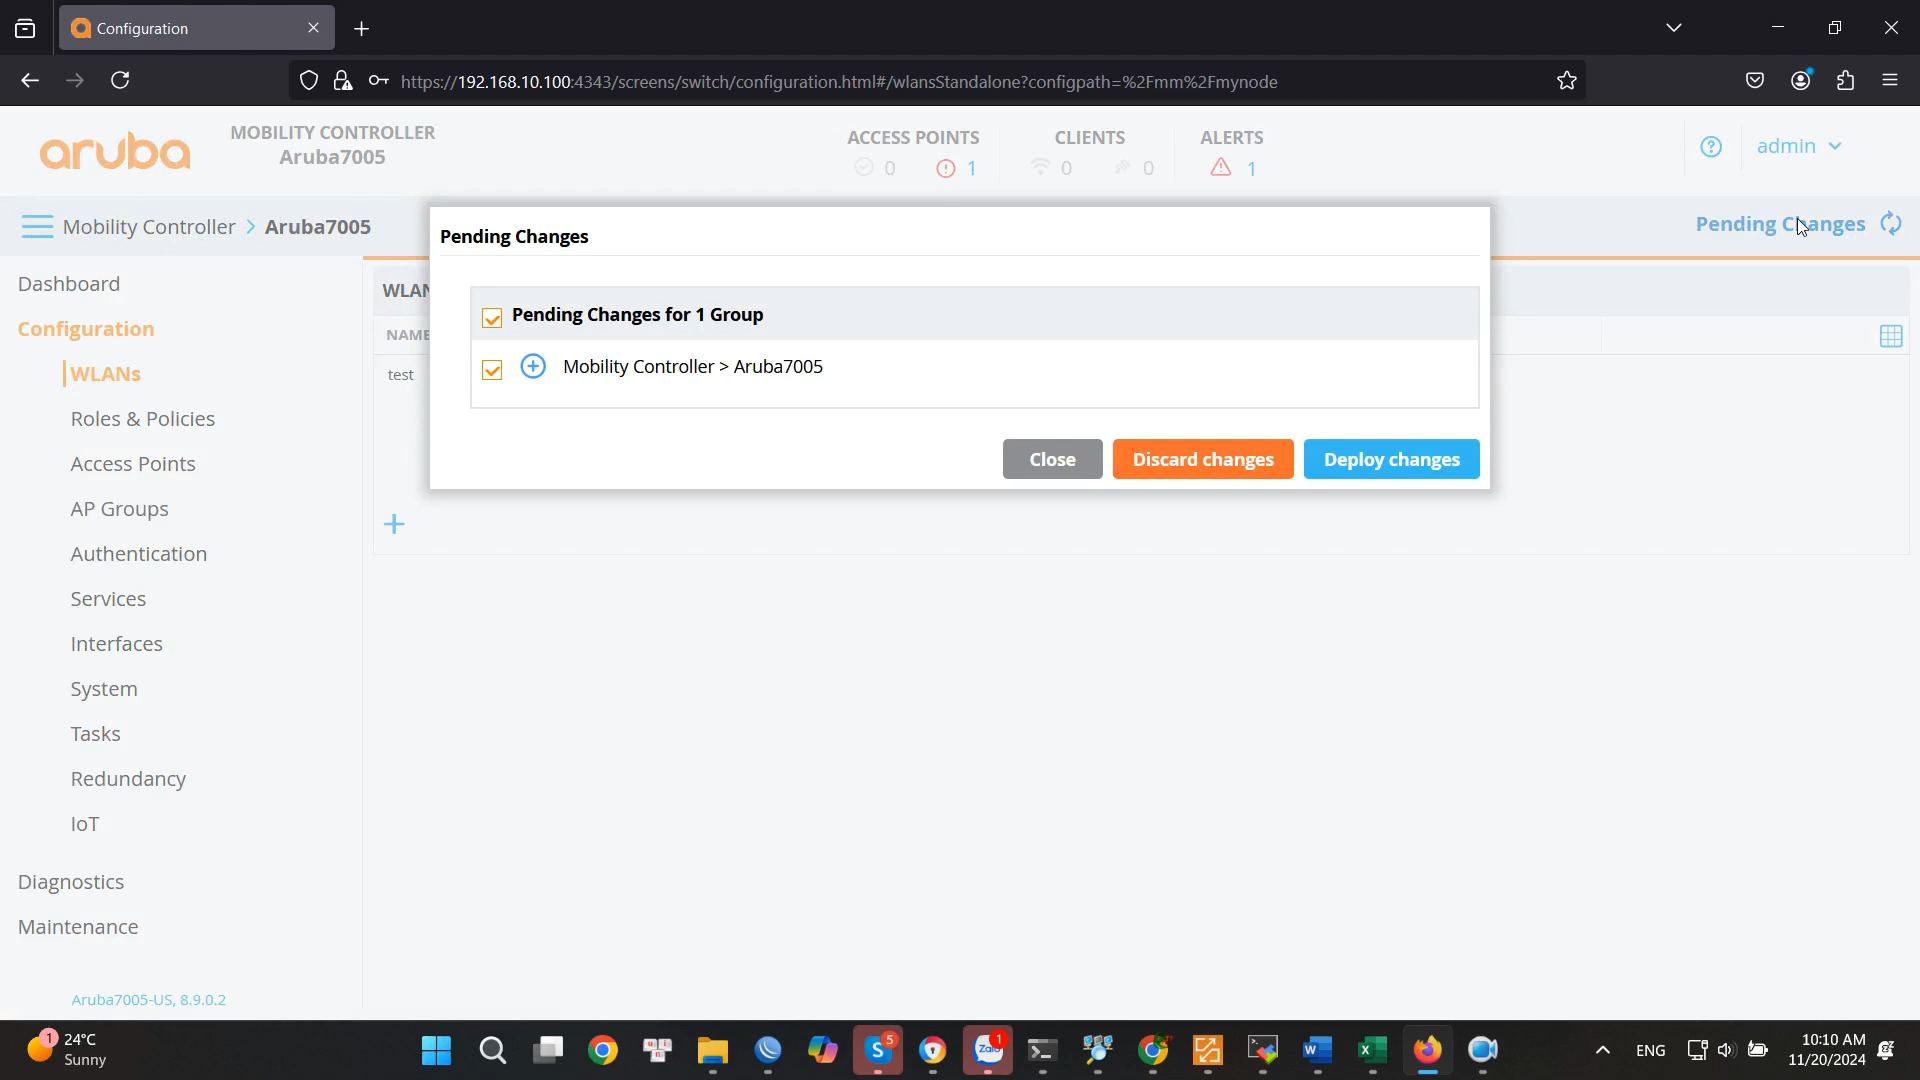 Configuration
https://192.168.10.100:4343/screens/switch/configuration.html#/wlansStandalone?configpath=%2Fmm%2Fmynode
aruba
MOBILITY CONTROLLER
Aruba7005
ACCESS POINTS
0 1
CLIENTS
0 0
ALERTS
1
admin
Mobility Controller > Aruba7005
Pending Changes
Dashboard
Configuration
WLANs
Roles & Policies
Access Points
AP Groups
Authentication
Services
Interfaces
System
Tasks
Redundancy
IoT
Diagnostics
Maintenance
Aruba7005-US, 8.9.0.2
NAME
test
Pending Changes
Pending Changes for 1 Group
Mobility Controller > Aruba7005
Close
Discard changes
Deploy changes
1
24°C
Sunny
5
Zalo
1
ENG
10:10 AM
11/20/2024